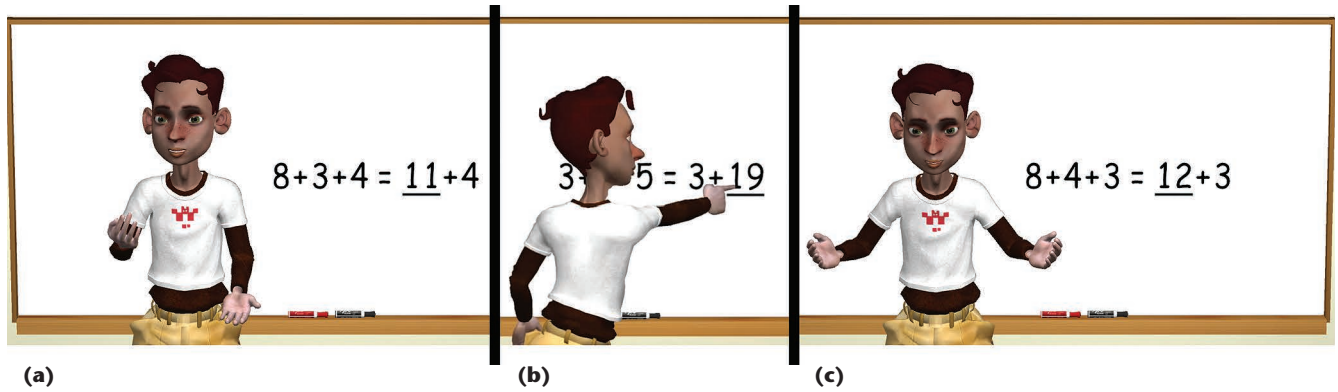 8+3+4 = 11+4
3+ 5 = 3+19
8+4+3 = 12+3
(a)
(b)
(c)